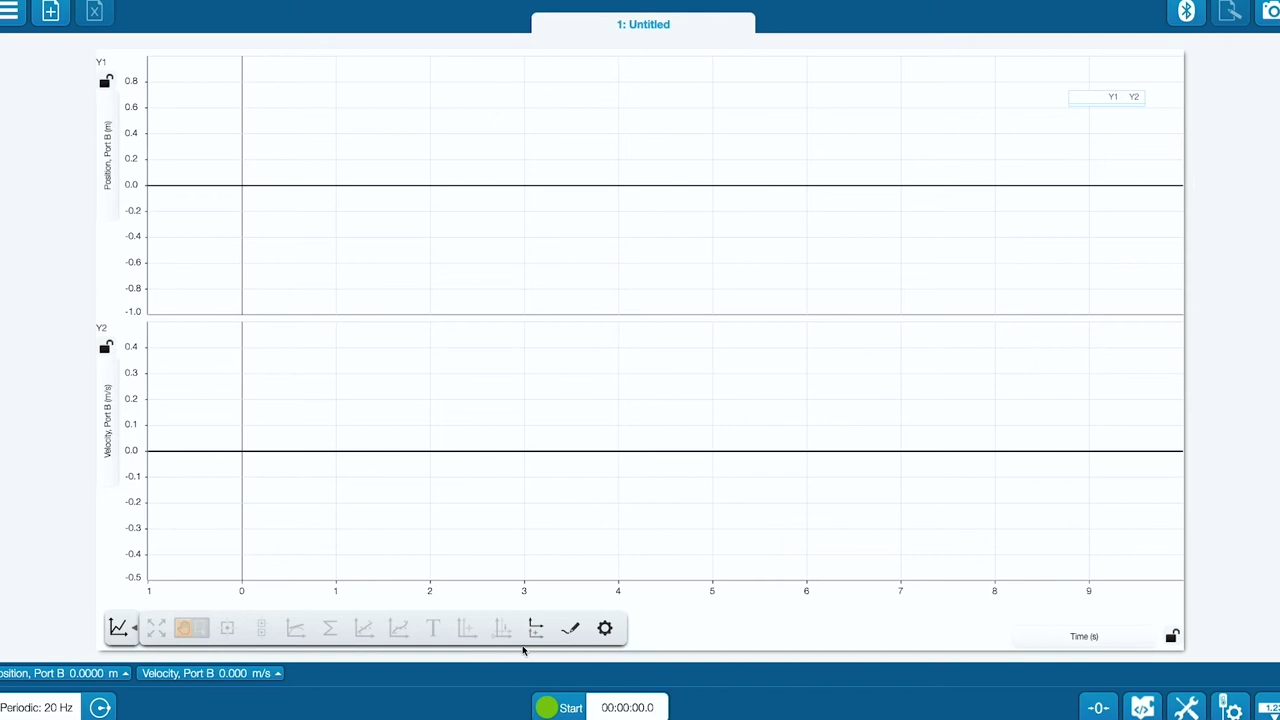 1: Untitled
Y1
Position, Port B (m)
0.8
0.6
0.4
0.2
0.0
-0.2
-0.4
-0.6
-0.8
-1.0
Y1 Y2
Y2
Velocity, Port B (m/s)
0.4
0.3
0.2
0.1
0.0
-0.1
-0.2
-0.3
-0.4
-0.5
1 0 1 2 3 4 5 6 7 8 9
T
Σ
Time (s)
osition, Port B 0.0000 m
Velocity, Port B 0.000 m/s
Periodic: 20 Hz
Start
00:00:00.0
-0-
1.2